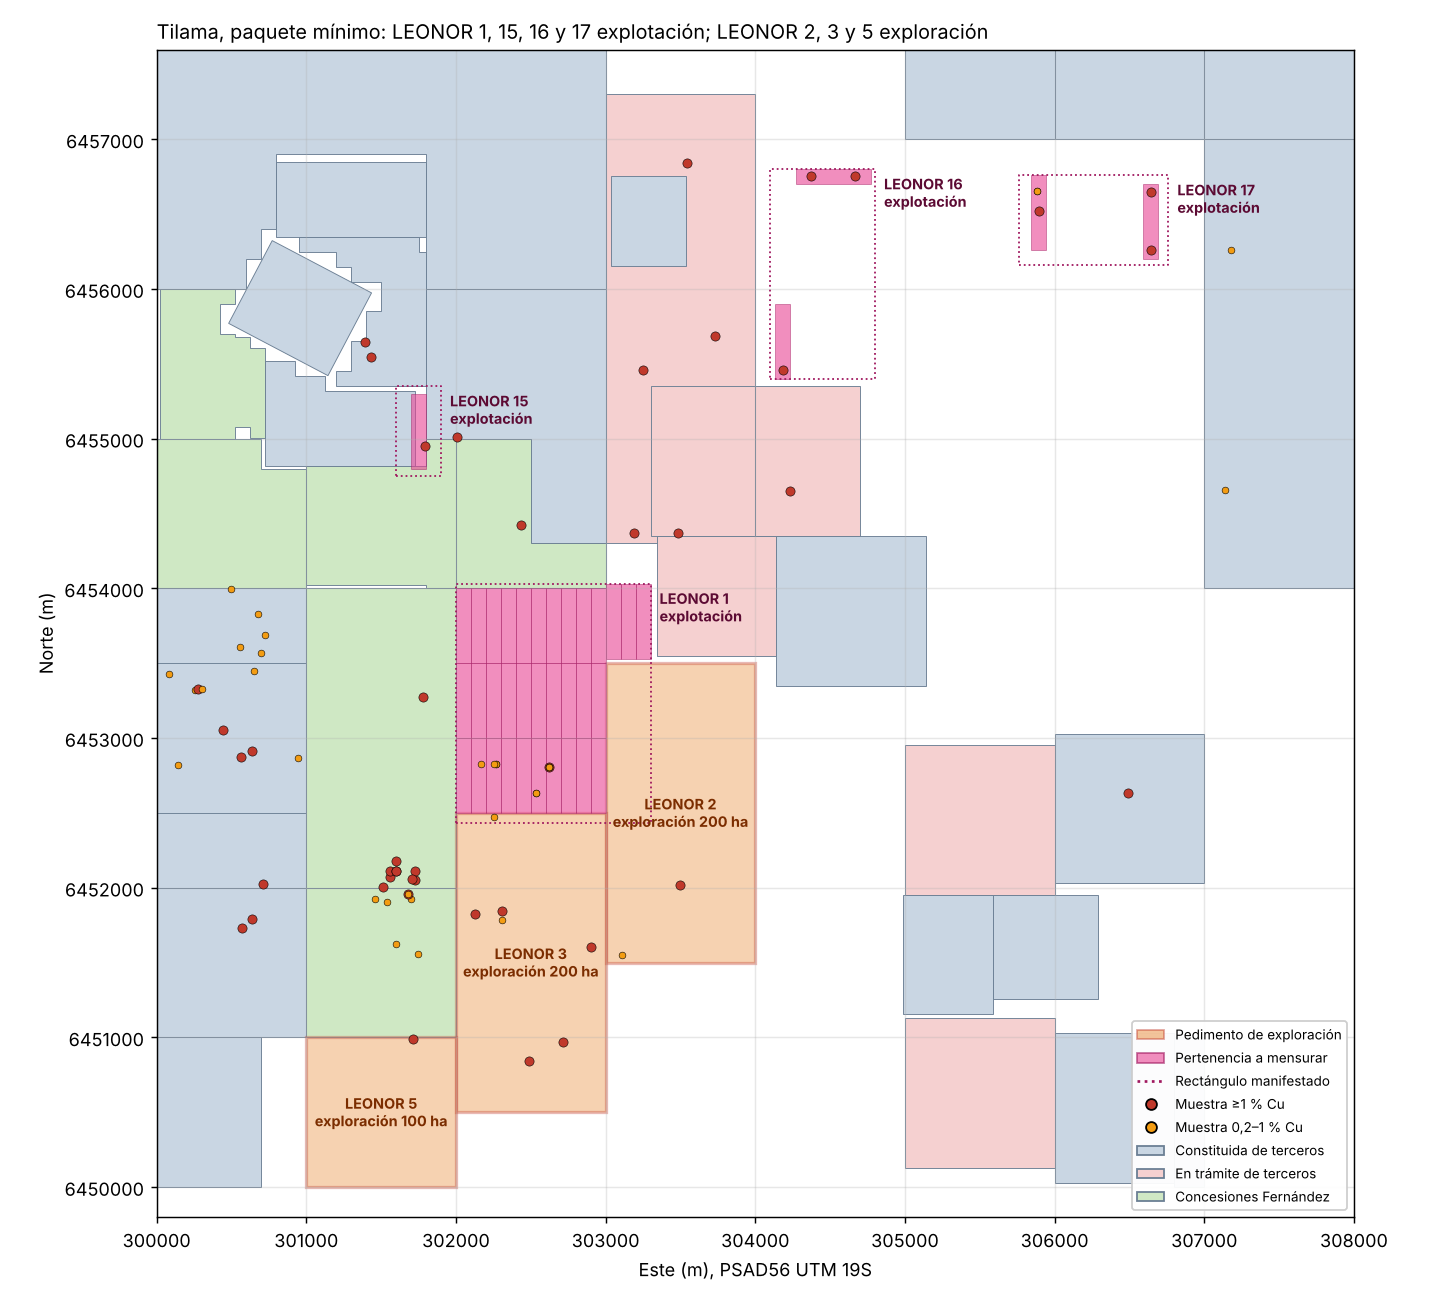 Tilama, paquete mínimo: LEONOR 1, 15, 16 y 17 explotación; LEONOR 2, 3 y 5 exploración
6457000
6456000
6455000
6454000
6453000
6452000
6451000
6450000
Norte (m)
LEONOR 16
explotación
LEONOR 17
explotación
LEONOR 15
explotación
LEONOR 1
explotación
LEONOR 2
exploración 200 ha
LEONOR 3
exploración 200 ha
LEONOR 5
exploración 100 ha
Pedimento de exploración
Pertenencia a mensurar
Rectángulo manifestado
Muestra ≥1 % Cu
Muestra 0,2–1 % Cu
Constituida de terceros
En trámite de terceros
Concesiones Fernández
300000
301000
302000
303000
304000
305000
306000
307000
308000
Este (m), PSAD56 UTM 19S